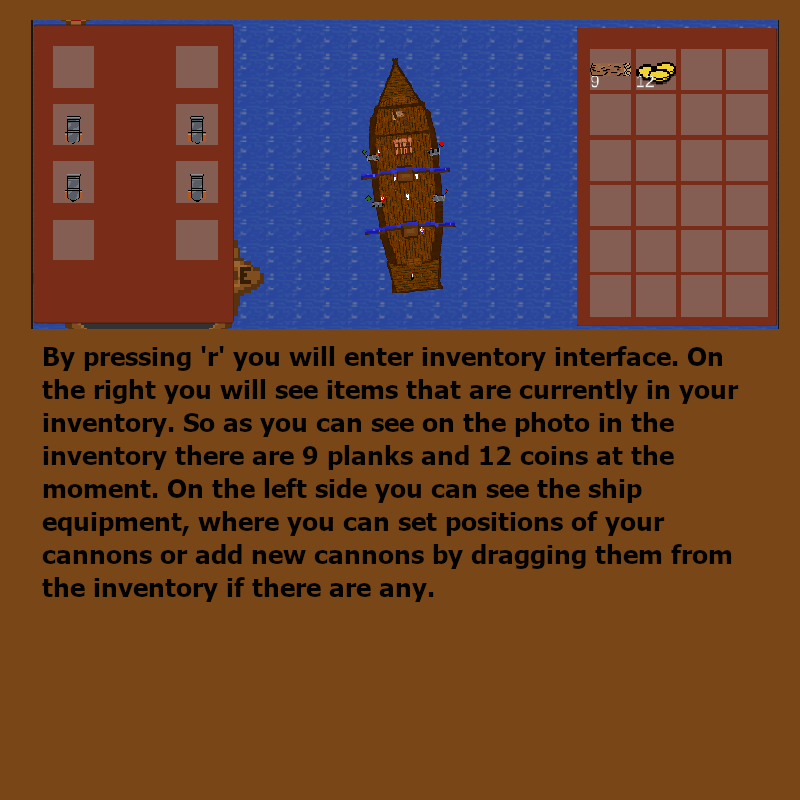 9 12
E
By pressing 'r' you will enter inventory interface. On
the right you will see items that are currently in your
inventory. So as you can see on the photo in the
inventory there are 9 planks and 12 coins at the
moment. On the left side you can see the ship
equipment, where you can set positions of your
cannons or add new cannons by dragging them from
the inventory if there are any.